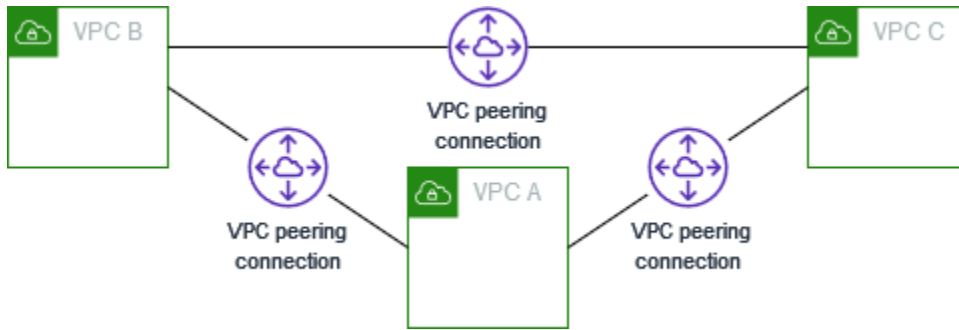 VPC B
VPC C
VPC peering
connection
VPC A
VPC peering
connection
VPC peering
connection